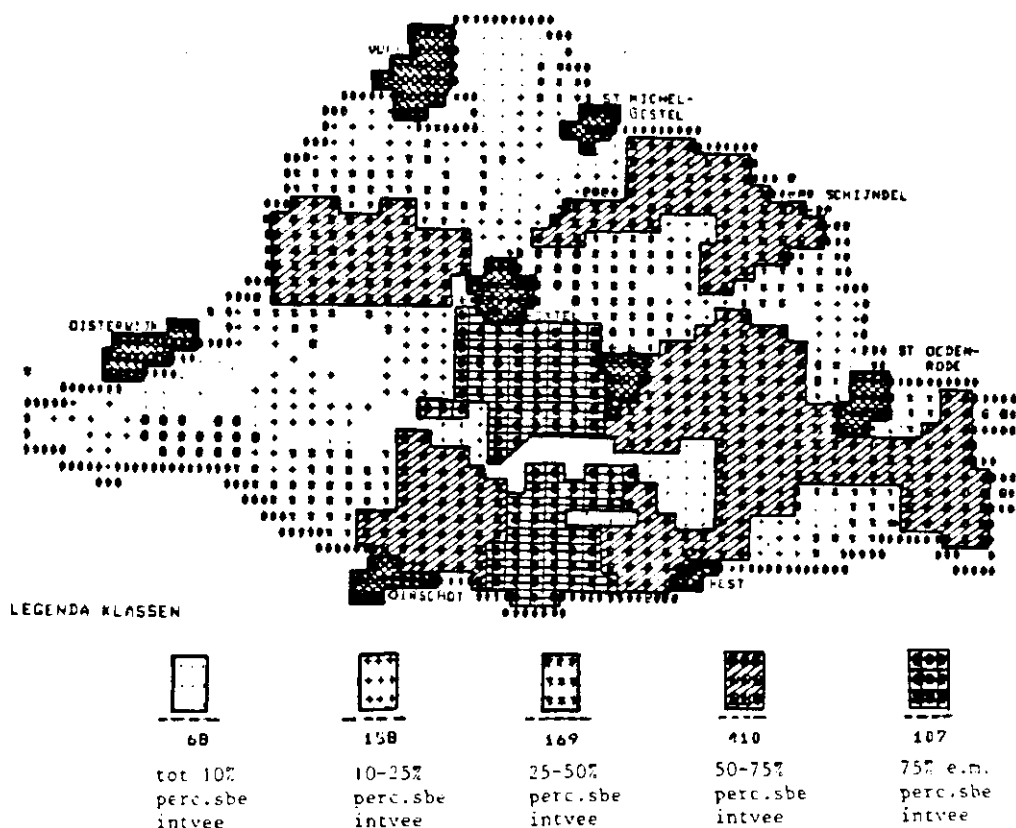 ST MICHEL-
GESTEL
SCHIJNDEL
OISTERWIJK
ST OEDEN-
RODE
OIRSCHOT
LEGENDA KLASSEN
68 158 169 410 107
tot 10% 10-25% 25-50% 50-75% 75% e.m.
perc.sbe perc.sbe perc.sbe perc.sbe perc.sbe
intvee intvee intvee intvee intvee